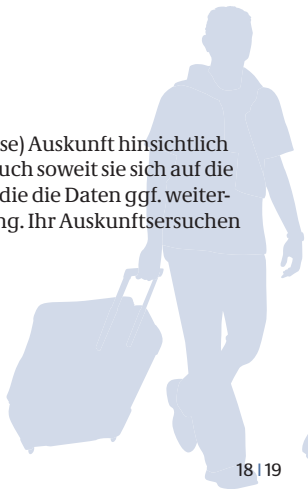 se) Auskunft hinsichtlich
uch soweit sie sich auf die
die die Daten ggf. weiter-
ng. Ihr Auskunftsersuchen
18 | 19